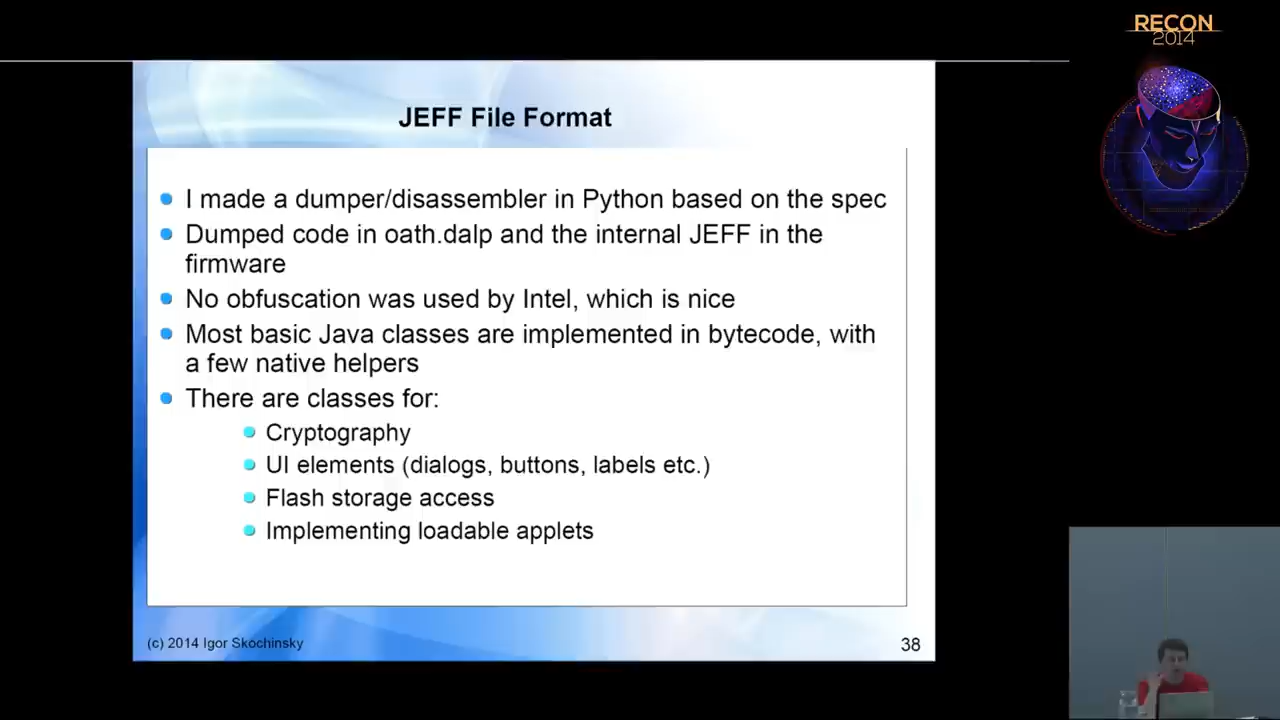 RECON
2014
JEFF File Format
I made a dumper/disassembler in Python based on the spec
Dumped code in oath.dalp and the internal JEFF in the
firmware
No obfuscation was used by Intel, which is nice
Most basic Java classes are implemented in bytecode, with
a few native helpers
There are classes for:
Cryptography
UI elements (dialogs, buttons, labels etc.)
Flash storage access
Implementing loadable applets
(c) 2014 Igor Skochinsky
38